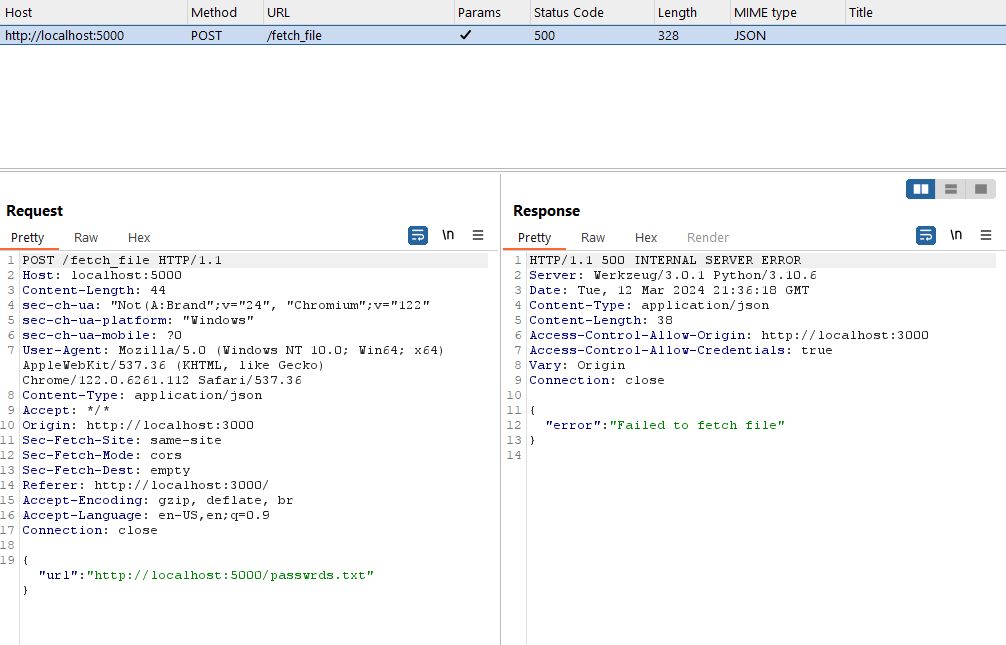 Host Method URL Params Status Code Length MIME type Title
http://localhost:5000 POST /fetch_file ✓ 500 328 JSON
Request
Pretty Raw Hex \n
1 POST /fetch_file HTTP/1.1
2 Host: localhost:5000
3 Content-Length: 44
4 sec-ch-ua: "Not(A:Brand";v="24", "Chromium";v="122"
5 sec-ch-ua-platform: "Windows"
6 sec-ch-ua-mobile: ?0
7 User-Agent: Mozilla/5.0 (Windows NT 10.0; Win64; x64)
AppleWebKit/537.36 (KHTML, like Gecko)
Chrome/122.0.6261.112 Safari/537.36
8 Content-Type: application/json
9 Accept: */*
10 Origin: http://localhost:3000
11 Sec-Fetch-Site: same-site
12 Sec-Fetch-Mode: cors
13 Sec-Fetch-Dest: empty
14 Referer: http://localhost:3000/
15 Accept-Encoding: gzip, deflate, br
16 Accept-Language: en-US,en;q=0.9
17 Connection: close
18
19 {
"url":"http://localhost:5000/passwrds.txt"
}
Response
Pretty Raw Hex Render \n
1 HTTP/1.1 500 INTERNAL SERVER ERROR
2 Server: Werkzeug/3.0.1 Python/3.10.6
3 Date: Tue, 12 Mar 2024 21:36:18 GMT
4 Content-Type: application/json
5 Content-Length: 38
6 Access-Control-Allow-Origin: http://localhost:3000
7 Access-Control-Allow-Credentials: true
8 Vary: Origin
9 Connection: close
10
11 {
12 "error":"Failed to fetch file"
13 }
14